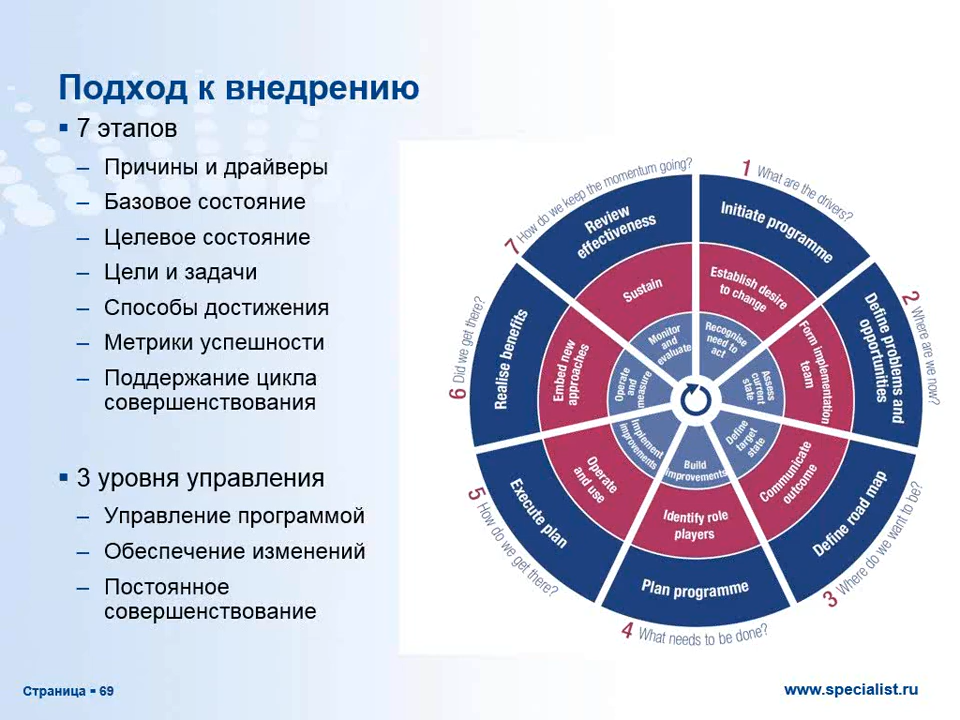 Подход к внедрению
▪ 7 этапов
– Причины и драйверы
– Базовое состояние
– Целевое состояние
– Цели и задачи
– Способы достижения
– Метрики успешности
– Поддержание цикла
совершенствования
▪ 3 уровня управления
– Управление программой
– Обеспечение изменений
– Постоянное
совершенствование
1 What are the drivers?
Initiate programme
Establish desire
to change
Recognise
need to
act
2 Where are we now?
Define problems and
opportunities
Form implementation
team
Assess
current
state
3 Where do we want to be?
Define road map
Communicate
outcome
Define
target
state
4 What needs to be done?
Plan programme
Identify role
players
Build
improvements
5 How do we get there?
Execute plan
Operate
and use
Implement
improvements
6 Did we get there?
Realise benefits
Embed new
approaches
Operate
and
measure
7 How do we keep the momentum going?
Review
effectiveness
Sustain
Monitor
and
evaluate
Страница ▪ 69
www.specialist.ru